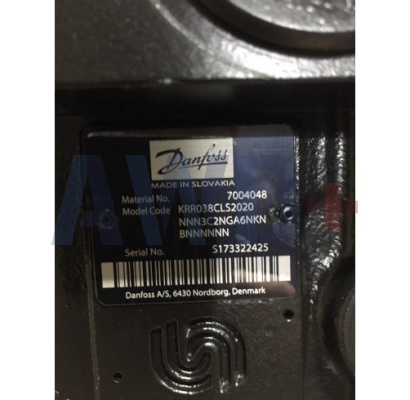 Danfoss
MADE IN SLOVAKIA
Material No. 7004048
Model Code KRR038CLS2020
NNN3C2NGA6NKN
BNNNNNN
Serial No. S173322425
Danfoss A/S, 6430 Nordborg, Denmark